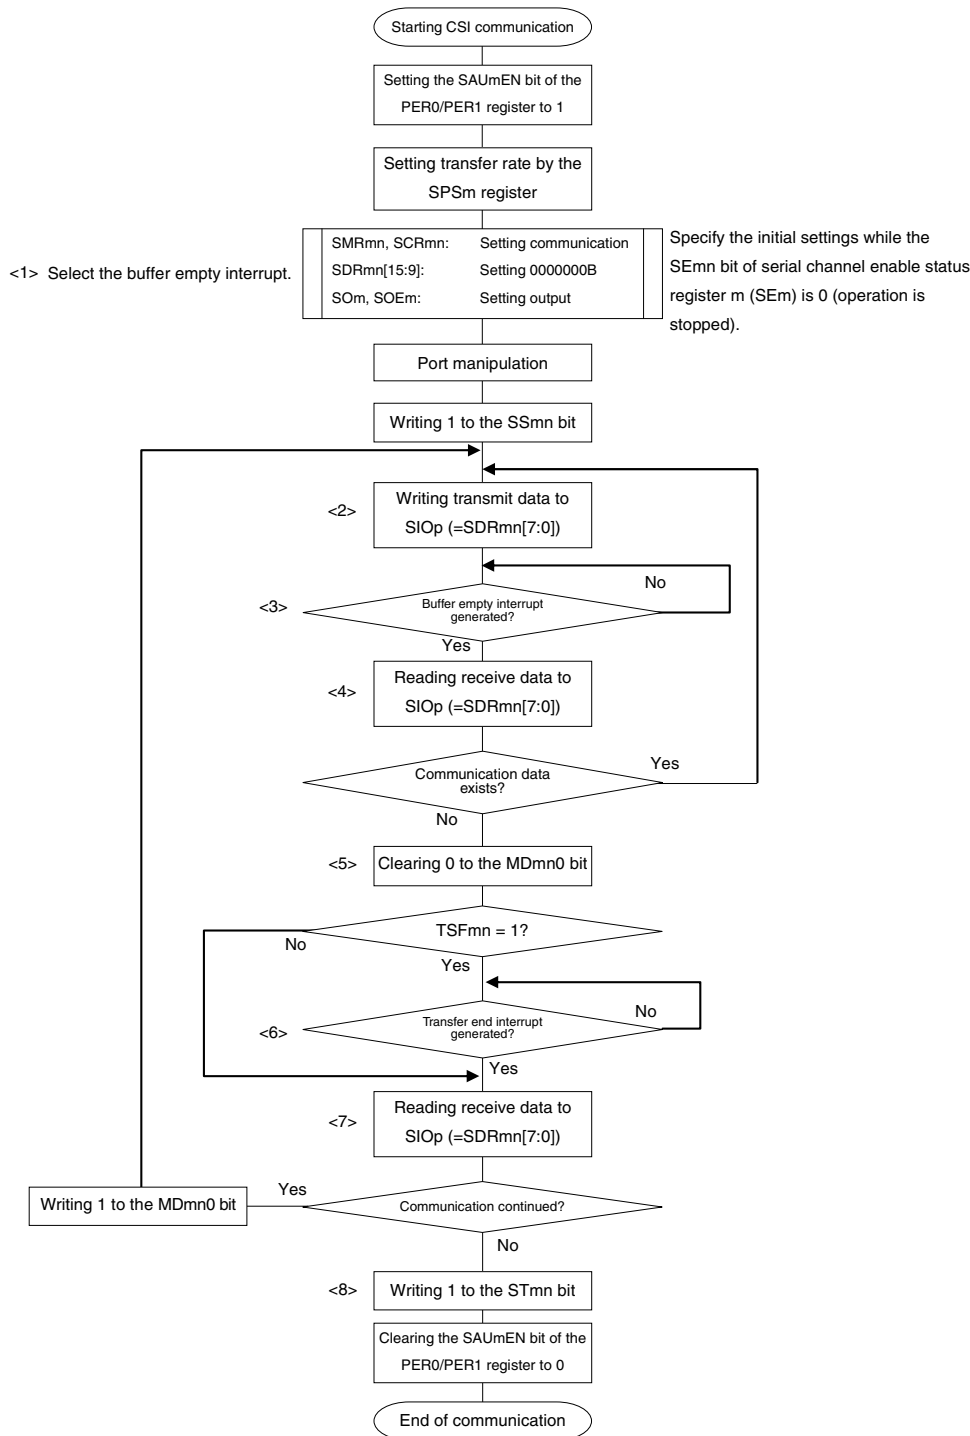 Starting CSI communication
Setting the SAUmEN bit of the
PER0/PER1 register to 1
Setting transfer rate by the
SPSm register
<1> Select the buffer empty interrupt.
SMRmn, SCRmn: Setting communication
SDRmn[15:9]: Setting 0000000B
SOm, SOEm: Setting output
Specify the initial settings while the
SEmn bit of serial channel enable status
register m (SEm) is 0 (operation is
stopped).
Port manipulation
Writing 1 to the SSmn bit
<2>
Writing transmit data to
SIOp (=SDRmn[7:0])
No
<3>
Buffer empty interrupt
generated?
Yes
<4>
Reading receive data to
SIOp (=SDRmn[7:0])
Communication data
exists?
Yes
No
<5>
Clearing 0 to the MDmn0 bit
TSFmn = 1?
No
Yes
<6>
Transfer end interrupt
generated?
No
Yes
<7>
Reading receive data to
SIOp (=SDRmn[7:0])
Writing 1 to the MDmn0 bit
Yes
Communication continued?
No
<8>
Writing 1 to the STmn bit
Clearing the SAUmEN bit of the
PER0/PER1 register to 0
End of communication